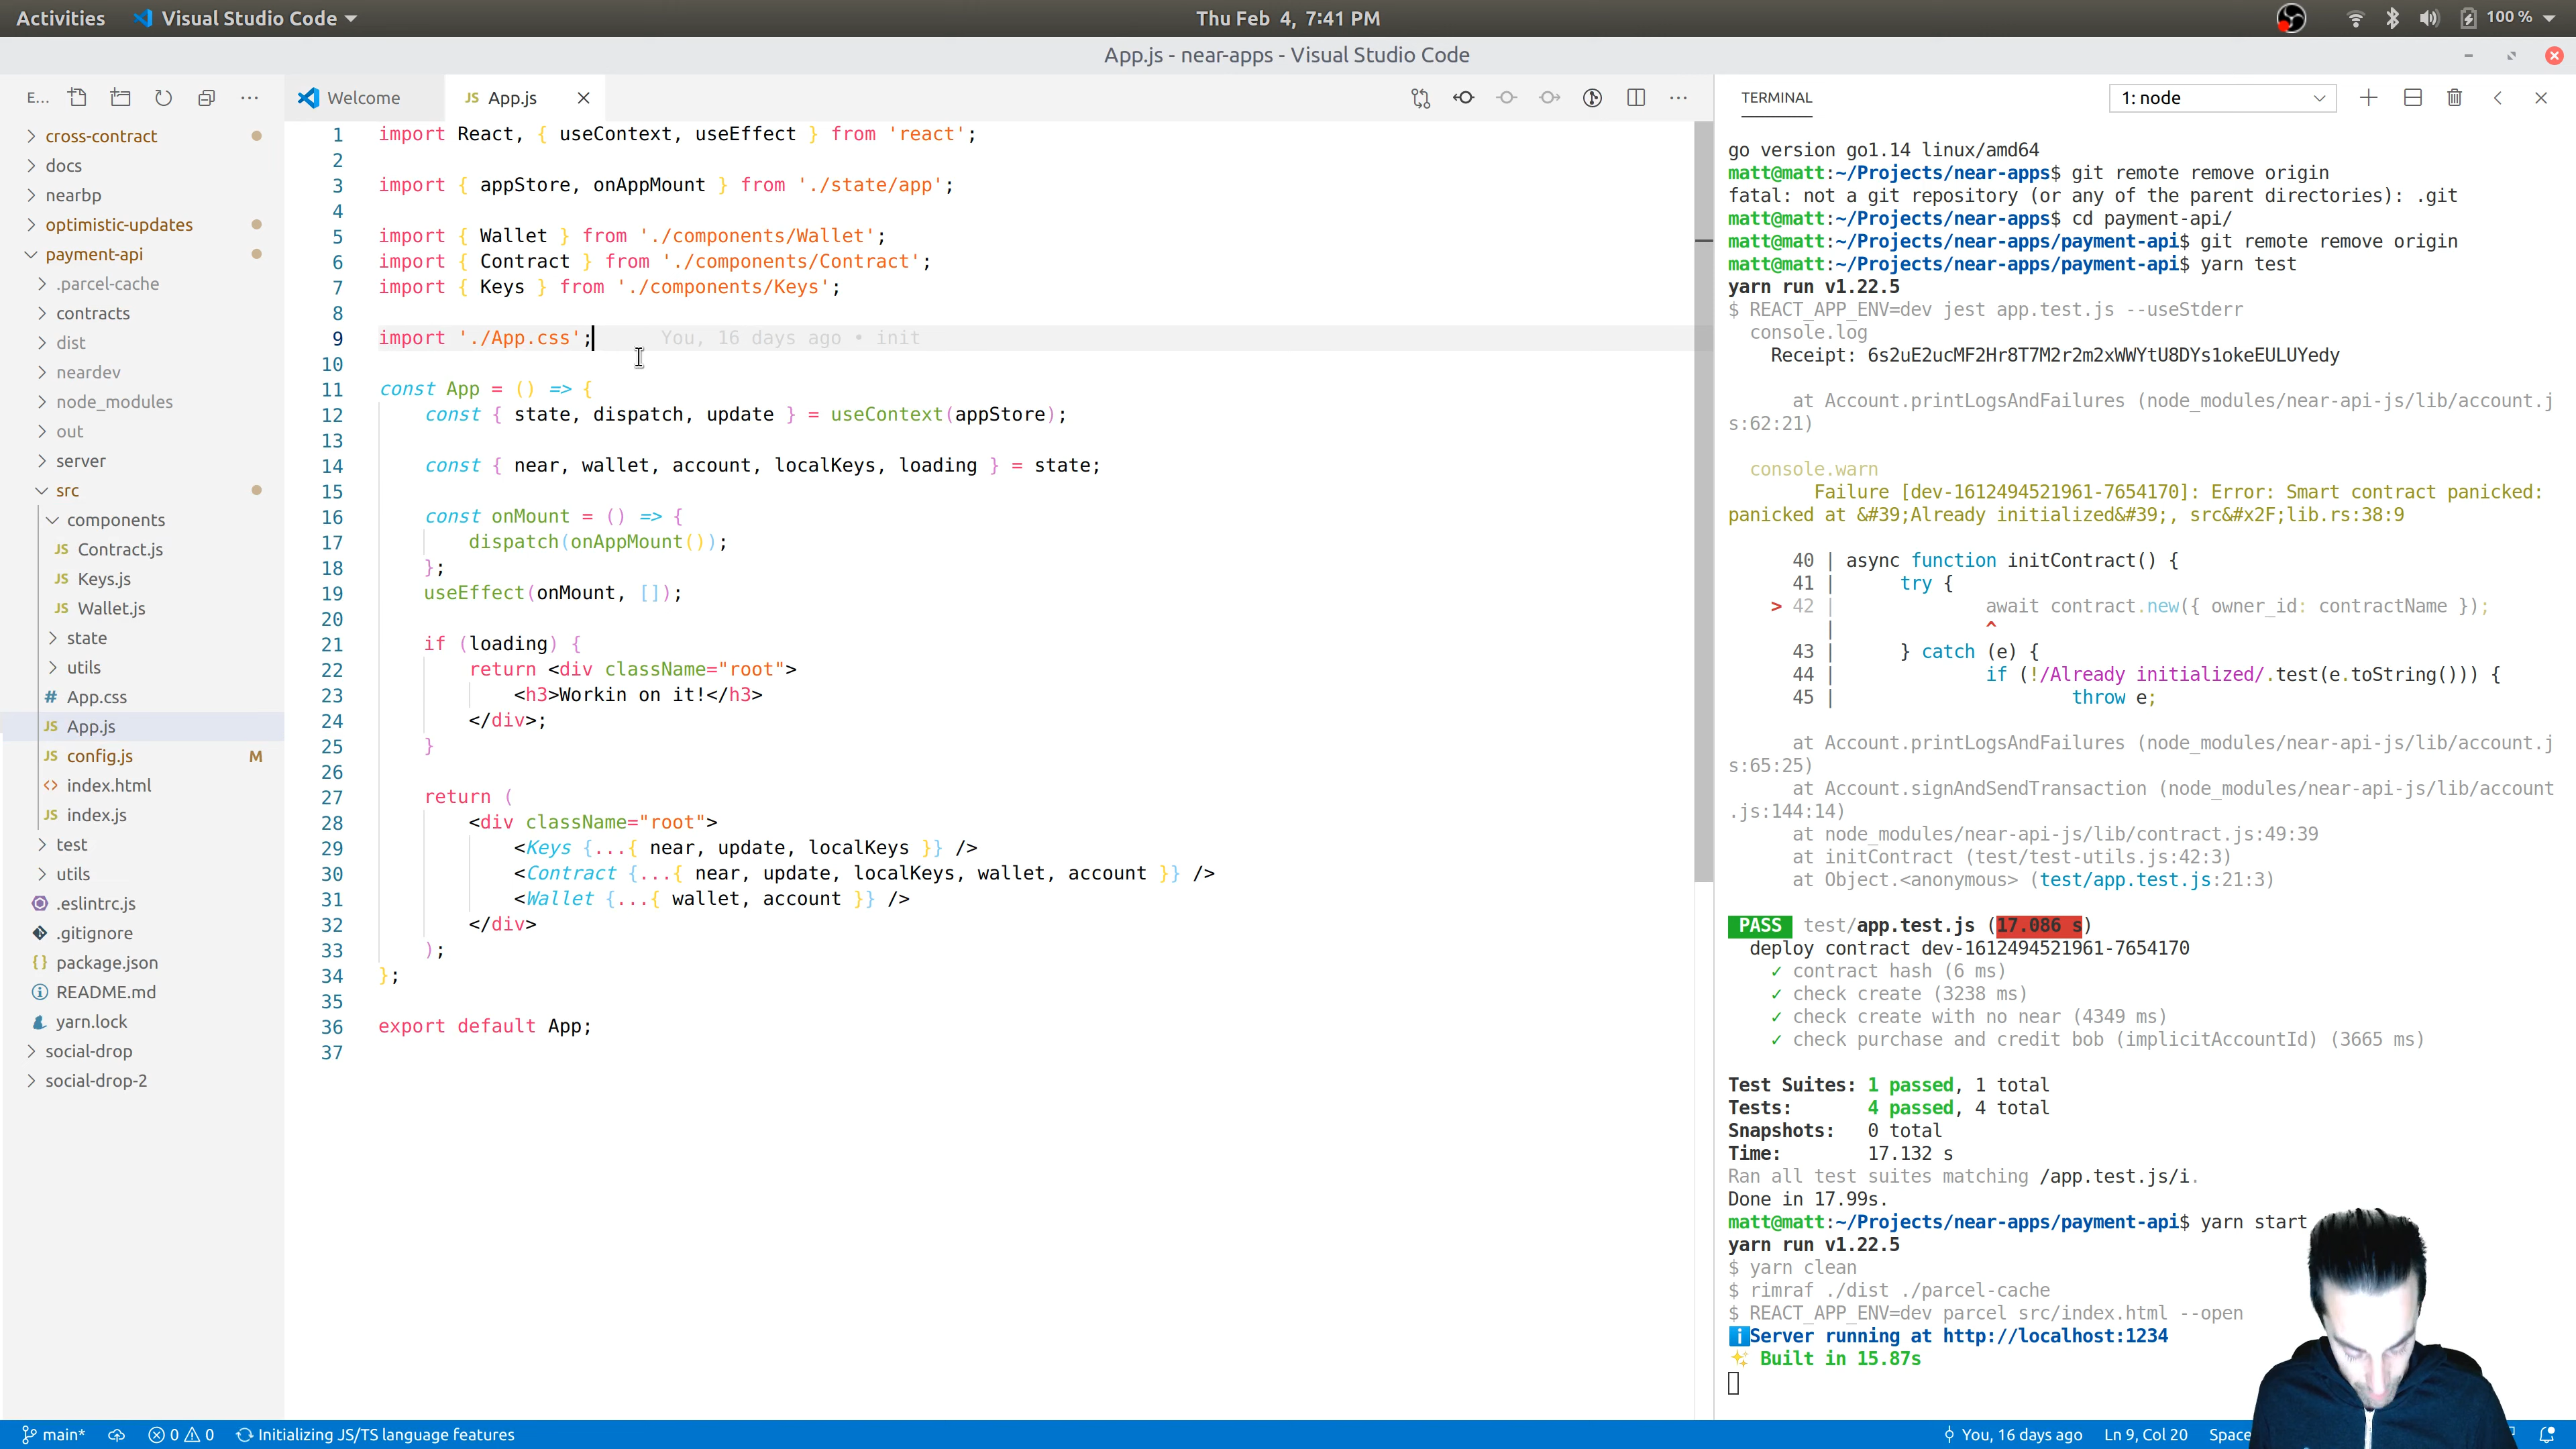 Activities Visual Studio Code Thu Feb 4, 7:41 PM 100 %
App.js - near-apps - Visual Studio Code
E...
cross-contract
docs
nearbp
optimistic-updates
payment-api
.parcel-cache
contracts
dist
neardev
node_modules
out
server
src
components
JS Contract.js
JS Keys.js
JS Wallet.js
state
utils
# App.css
JS App.js
JS config.js M
<> index.html
JS index.js
test
utils
.eslintrc.js
.gitignore
{} package.json
README.md
yarn.lock
social-drop
social-drop-2
Welcome JS App.js
1 import React, { useContext, useEffect } from 'react';
2
3 import { appStore, onAppMount } from './state/app';
4
5 import { Wallet } from './components/Wallet';
6 import { Contract } from './components/Contract';
7 import { Keys } from './components/Keys';
8
9 import './App.css'; You, 16 days ago • init
10
11 const App = () => {
12 const { state, dispatch, update } = useContext(appStore);
13
14 const { near, wallet, account, localKeys, loading } = state;
15
16 const onMount = () => {
17 dispatch(onAppMount());
18 };
19 useEffect(onMount, []);
20
21 if (loading) {
22 return <div className="root">
23 <h3>Workin on it!</h3>
24 </div>;
25 }
26
27 return (
28 <div className="root">
29 <Keys {...{ near, update, localKeys }} />
30 <Contract {...{ near, update, localKeys, wallet, account }} />
31 <Wallet {...{ wallet, account }} />
32 </div>
33 );
34 };
35
36 export default App;
37
TERMINAL 1: node
go version go1.14 linux/amd64
matt@matt:~/Projects/near-apps$ git remote remove origin
fatal: not a git repository (or any of the parent directories): .git
matt@matt:~/Projects/near-apps$ cd payment-api/
matt@matt:~/Projects/near-apps/payment-api$ git remote remove origin
matt@matt:~/Projects/near-apps/payment-api$ yarn test
yarn run v1.22.5
$ REACT_APP_ENV=dev jest app.test.js --useStderr
console.log
Receipt: 6s2uE2ucMF2Hr8T7M2r2m2xWWYtU8DYs1okeEULUYedy
at Account.printLogsAndFailures (node_modules/near-api-js/lib/account.j
s:62:21)
console.warn
Failure [dev-1612494521961-7654170]: Error: Smart contract panicked:
panicked at &#39;Already initialized&#39;, src&#x2F;lib.rs:38:9
40 | async function initContract() {
41 | try {
> 42 | await contract.new({ owner_id: contractName });
| ^
43 | } catch (e) {
44 | if (!/Already initialized/.test(e.toString())) {
45 | throw e;
at Account.printLogsAndFailures (node_modules/near-api-js/lib/account.j
s:65:25)
at Account.signAndSendTransaction (node_modules/near-api-js/lib/account
.js:144:14)
at node_modules/near-api-js/lib/contract.js:49:39
at initContract (test/test-utils.js:42:3)
at Object.<anonymous> (test/app.test.js:21:3)
PASS test/app.test.js (17.086 s)
deploy contract dev-1612494521961-7654170
✓ contract hash (6 ms)
✓ check create (3238 ms)
✓ check create with no near (4349 ms)
✓ check purchase and credit bob (implicitAccountId) (3665 ms)
Test Suites: 1 passed, 1 total
Tests: 4 passed, 4 total
Snapshots: 0 total
Time: 17.132 s
Ran all test suites matching /app.test.js/i.
Done in 17.99s.
matt@matt:~/Projects/near-apps/payment-api$ yarn start
yarn run v1.22.5
$ yarn clean
$ rimraf ./dist ./parcel-cache
$ REACT_APP_ENV=dev parcel src/index.html --open
Server running at http://localhost:1234
✨ Built in 15.87s
main* 0 0 Initializing JS/TS language features You, 16 days ago Ln 9, Col 20